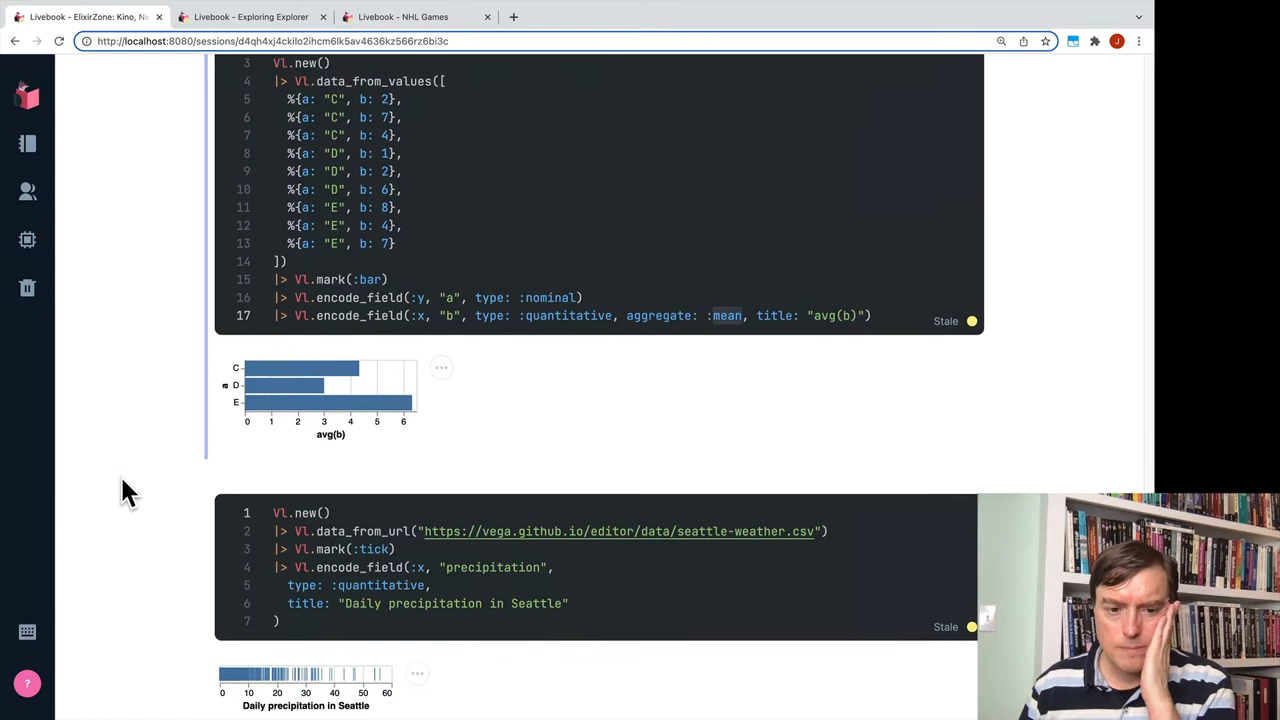 Livebook - ElixirZone: Kino, Nx
Livebook - Exploring Explorer
Livebook - NHL Games
http://localhost:8080/sessions/d4qh4xj4ckilo2ihcm6lk5av4636kz566rz6bi3c
J
3 Vl.new()
4 |> Vl.data_from_values([
5 %{a: "C", b: 2},
6 %{a: "C", b: 7},
7 %{a: "C", b: 4},
8 %{a: "D", b: 1},
9 %{a: "D", b: 2},
10 %{a: "D", b: 6},
11 %{a: "E", b: 8},
12 %{a: "E", b: 4},
13 %{a: "E", b: 7}
14 ])
15 |> Vl.mark(:bar)
16 |> Vl.encode_field(:y, "a", type: :nominal)
17 |> Vl.encode_field(:x, "b", type: :quantitative, aggregate: :mean, title: "avg(b)")
Stale
C
a D
E
0 1 2 3 4 5 6
avg(b)
1 Vl.new()
2 |> Vl.data_from_url("https://vega.github.io/editor/data/seattle-weather.csv")
3 |> Vl.mark(:tick)
4 |> Vl.encode_field(:x, "precipitation",
5 type: :quantitative,
6 title: "Daily precipitation in Seattle"
7 )
Stale
0 10 20 30 40 50 60
Daily precipitation in Seattle
?